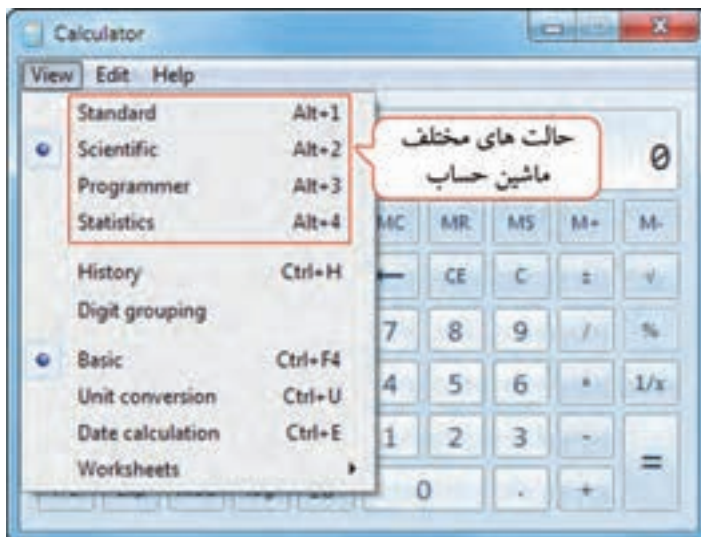 Calculator
View Edit Help
Standard Alt+1
Scientific Alt+2
Programmer Alt+3
Statistics Alt+4
History Ctrl+H
Digit grouping
Basic Ctrl+F4
Unit conversion Ctrl+U
Date calculation Ctrl+E
Worksheets
حالت های مختلف
ماشین حساب
0
MC MR MS M+ M-
← CE C ± √
7 8 9 / %
4 5 6 * 1/x
1 2 3 - =
0 . +